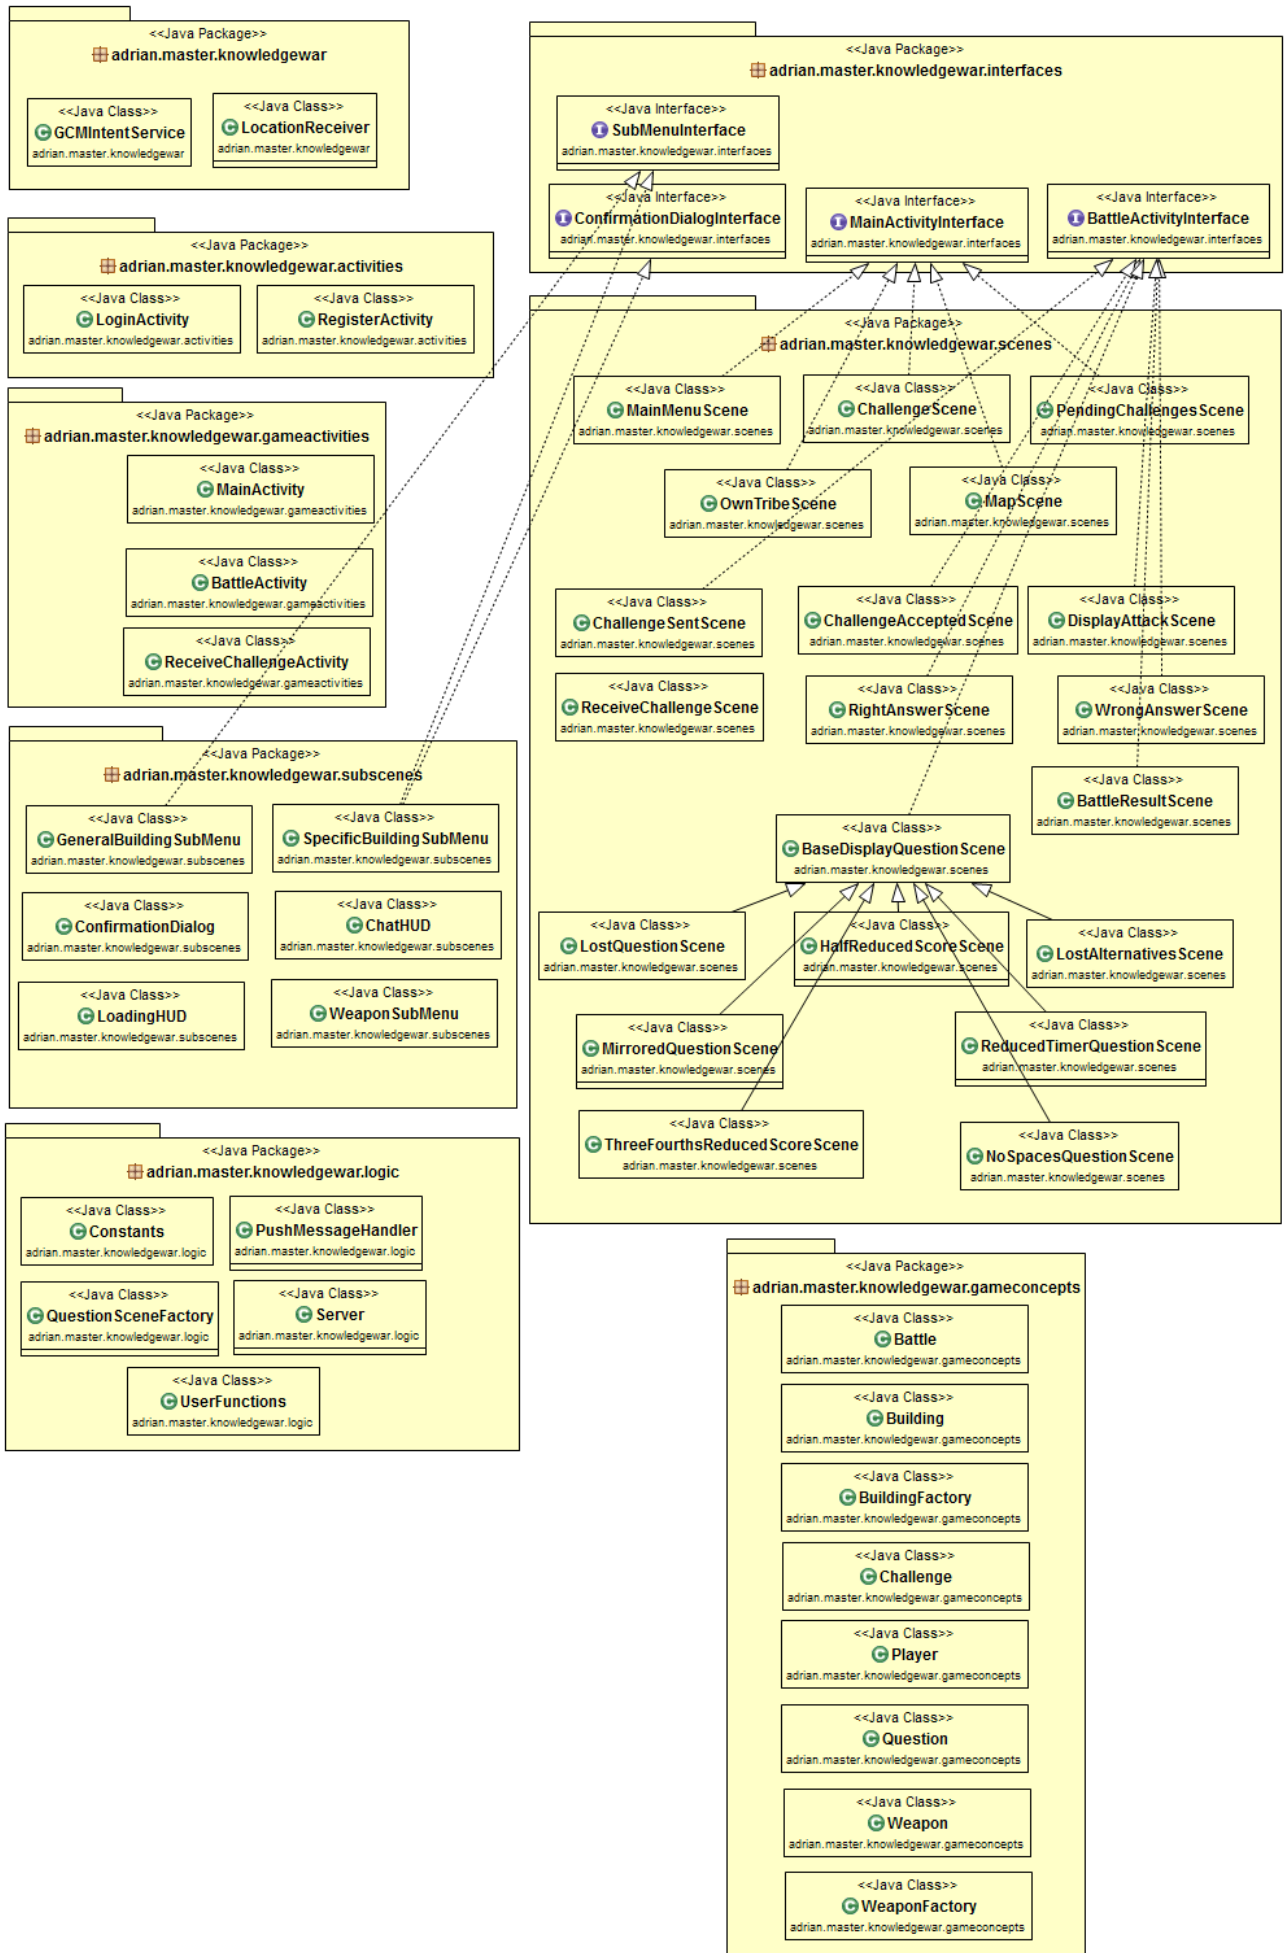 <<Java Package>>
adrian.master.knowledgewar
<<Java Class>>
GCMIntentService
adrian.master.knowledgewar
<<Java Class>>
LocationReceiver
adrian.master.knowledgewar
<<Java Package>>
adrian.master.knowledgewar.activities
<<Java Class>>
LoginActivity
adrian.master.knowledgewar.activities
<<Java Class>>
RegisterActivity
adrian.master.knowledgewar.activities
<<Java Package>>
adrian.master.knowledgewar.gameactivities
<<Java Class>>
MainActivity
adrian.master.knowledgewar.gameactivities
<<Java Class>>
BattleActivity
adrian.master.knowledgewar.gameactivities
<<Java Class>>
ReceiveChallengeActivity
adrian.master.knowledgewar.gameactivities
<<Java Package>>
adrian.master.knowledgewar.subscenes
<<Java Class>>
GeneralBuildingSubMenu
adrian.master.knowledgewar.subscenes
<<Java Class>>
SpecificBuildingSubMenu
adrian.master.knowledgewar.subscenes
<<Java Class>>
ConfirmationDialog
adrian.master.knowledgewar.subscenes
<<Java Class>>
ChatHUD
adrian.master.knowledgewar.subscenes
<<Java Class>>
LoadingHUD
adrian.master.knowledgewar.subscenes
<<Java Class>>
WeaponSubMenu
adrian.master.knowledgewar.subscenes
<<Java Package>>
adrian.master.knowledgewar.logic
<<Java Class>>
Constants
adrian.master.knowledgewar.logic
<<Java Class>>
PushMessageHandler
adrian.master.knowledgewar.logic
<<Java Class>>
QuestionSceneFactory
adrian.master.knowledgewar.logic
<<Java Class>>
Server
adrian.master.knowledgewar.logic
<<Java Class>>
UserFunctions
adrian.master.knowledgewar.logic
<<Java Package>>
adrian.master.knowledgewar.interfaces
<<Java Interface>>
SubMenuInterface
adrian.master.knowledgewar.interfaces
<<Java Interface>>
ConfirmationDialogInterface
adrian.master.knowledgewar.interfaces
<<Java Interface>>
MainActivityInterface
adrian.master.knowledgewar.interfaces
<<Java Interface>>
BattleActivityInterface
adrian.master.knowledgewar.interfaces
<<Java Package>>
adrian.master.knowledgewar.scenes
<<Java Class>>
MainMenuScene
adrian.master.knowledgewar.scenes
<<Java Class>>
ChallengeScene
adrian.master.knowledgewar.scenes
<<Java Class>>
PendingChallengesScene
adrian.master.knowledgewar.scenes
<<Java Class>>
OwnTribeScene
adrian.master.knowledgewar.scenes
<<Java Class>>
MapScene
adrian.master.knowledgewar.scenes
<<Java Class>>
ChallengeSentScene
adrian.master.knowledgewar.scenes
<<Java Class>>
ChallengeAcceptedScene
adrian.master.knowledgewar.scenes
<<Java Class>>
DisplayAttackScene
adrian.master.knowledgewar.scenes
<<Java Class>>
ReceiveChallengeScene
adrian.master.knowledgewar.scenes
<<Java Class>>
RightAnswerScene
adrian.master.knowledgewar.scenes
<<Java Class>>
WrongAnswerScene
adrian.master.knowledgewar.scenes
<<Java Class>>
BattleResultScene
adrian.master.knowledgewar.scenes
<<Java Class>>
BaseDisplayQuestionScene
adrian.master.knowledgewar.scenes
<<Java Class>>
LostQuestionScene
adrian.master.knowledgewar.scenes
<<Java Class>>
HalfReducedScoreScene
adrian.master.knowledgewar.scenes
<<Java Class>>
LostAlternativesScene
adrian.master.knowledgewar.scenes
<<Java Class>>
MirroredQuestionScene
adrian.master.knowledgewar.scenes
<<Java Class>>
ReducedTimerQuestionScene
adrian.master.knowledgewar.scenes
<<Java Class>>
ThreeFourthsReducedScoreScene
adrian.master.knowledgewar.scenes
<<Java Class>>
NoSpacesQuestionScene
adrian.master.knowledgewar.scenes
<<Java Package>>
adrian.master.knowledgewar.gameconcepts
<<Java Class>>
Battle
adrian.master.knowledgewar.gameconcepts
<<Java Class>>
Building
adrian.master.knowledgewar.gameconcepts
<<Java Class>>
BuildingFactory
adrian.master.knowledgewar.gameconcepts
<<Java Class>>
Challenge
adrian.master.knowledgewar.gameconcepts
<<Java Class>>
Player
adrian.master.knowledgewar.gameconcepts
<<Java Class>>
Question
adrian.master.knowledgewar.gameconcepts
<<Java Class>>
Weapon
adrian.master.knowledgewar.gameconcepts
<<Java Class>>
WeaponFactory
adrian.master.knowledgewar.gameconcepts